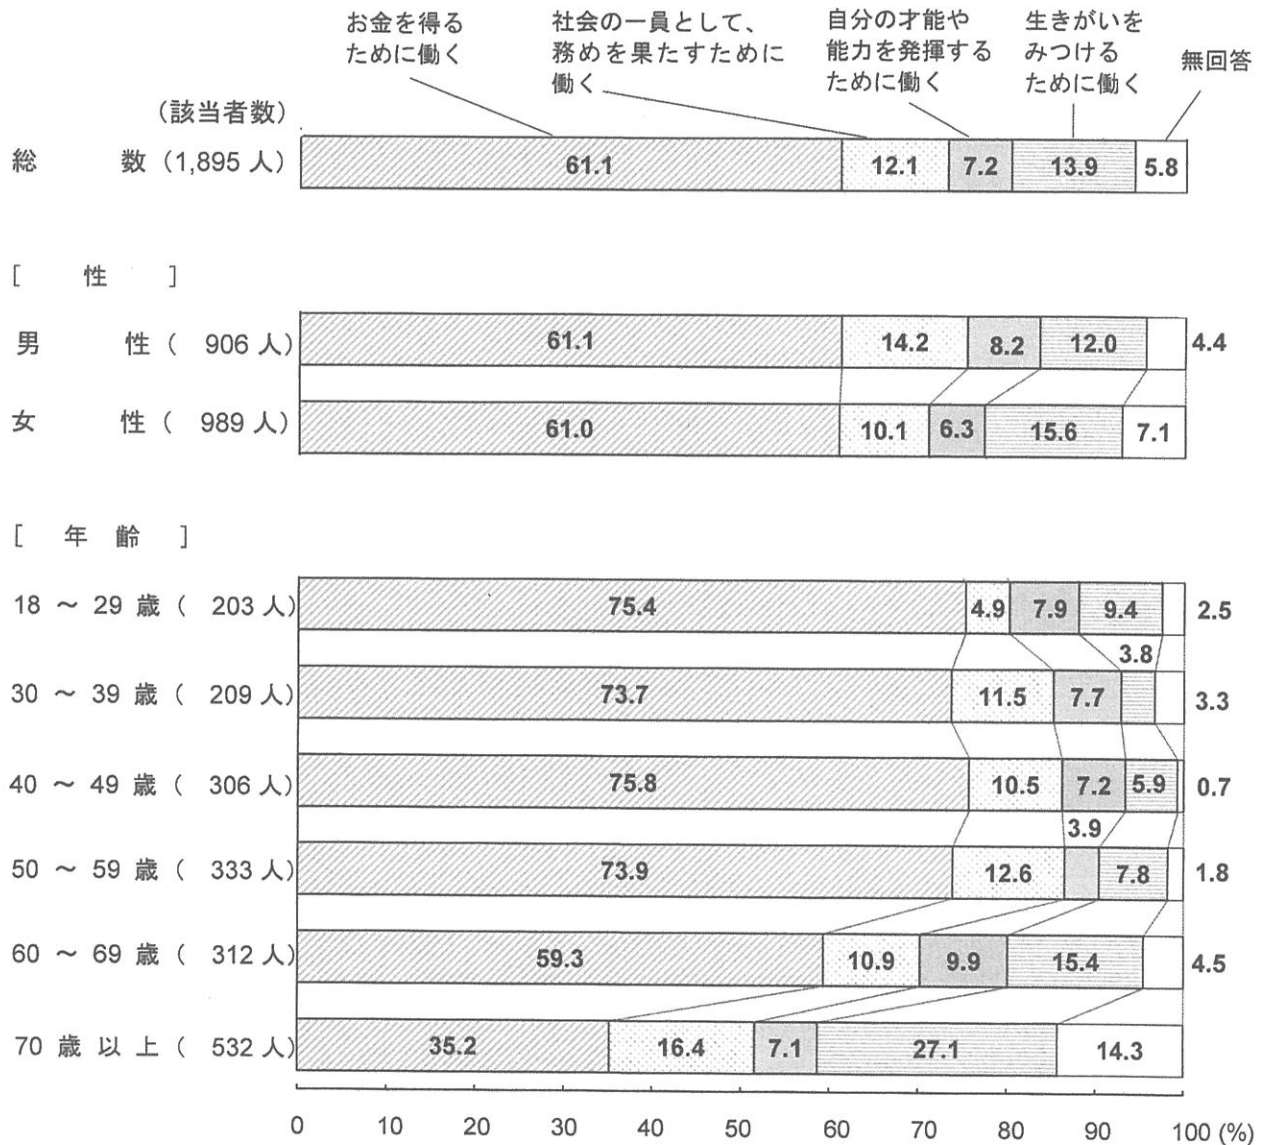 お金を得る
ために働く
社会の一員として、
務めを果たすために
働く
自分の才能や
能力を発揮する
ために働く
生きがいを
みつける
ために働く
無回答
(該当者数)
総 数 (1,895 人) 61.1 12.1 7.2 13.9 5.8
[ 性 ]
男 性 ( 906 人) 61.1 14.2 8.2 12.0 4.4
女 性 ( 989 人) 61.0 10.1 6.3 15.6 7.1
[ 年 齢 ]
18 ～ 29 歳 ( 203 人) 75.4 4.9 7.9 9.4 2.5
3.8
30 ～ 39 歳 ( 209 人) 73.7 11.5 7.7 3.3
40 ～ 49 歳 ( 306 人) 75.8 10.5 7.2 5.9 0.7
3.9
50 ～ 59 歳 ( 333 人) 73.9 12.6 7.8 1.8
60 ～ 69 歳 ( 312 人) 59.3 10.9 9.9 15.4 4.5
70 歳 以 上 ( 532 人) 35.2 16.4 7.1 27.1 14.3
0 10 20 30 40 50 60 70 80 90 100 (%)